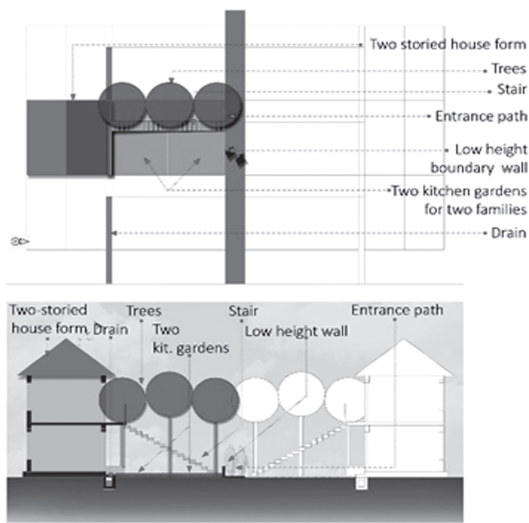 Two storied house form
Trees
Stair
Entrance path
Low height
boundary wall
Two kitchen gardens
for two families
Drain
Two-storied
house form
Drain
Trees
Two
kit. gardens
Stair
Low height wall
Entrance path